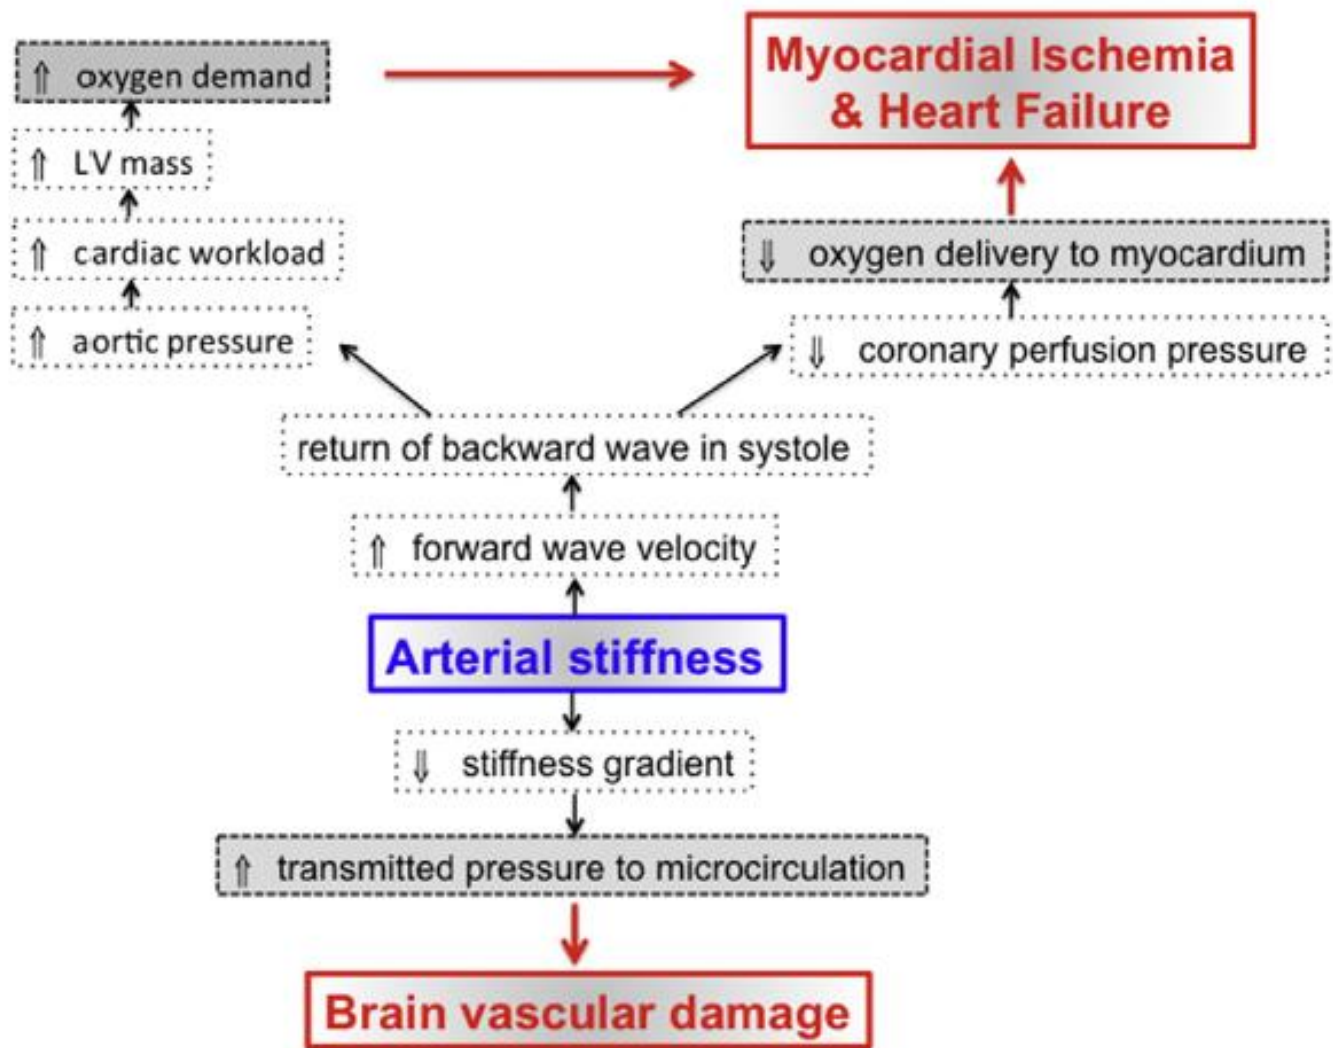 ⇑ oxygen demand
Myocardial Ischemia
& Heart Failure
⇑ LV mass
⇑ cardiac workload
⇓ oxygen delivery to myocardium
⇑ aortic pressure
⇓ coronary perfusion pressure
return of backward wave in systole
⇑ forward wave velocity
Arterial stiffness
⇓ stiffness gradient
⇑ transmitted pressure to microcirculation
Brain vascular damage